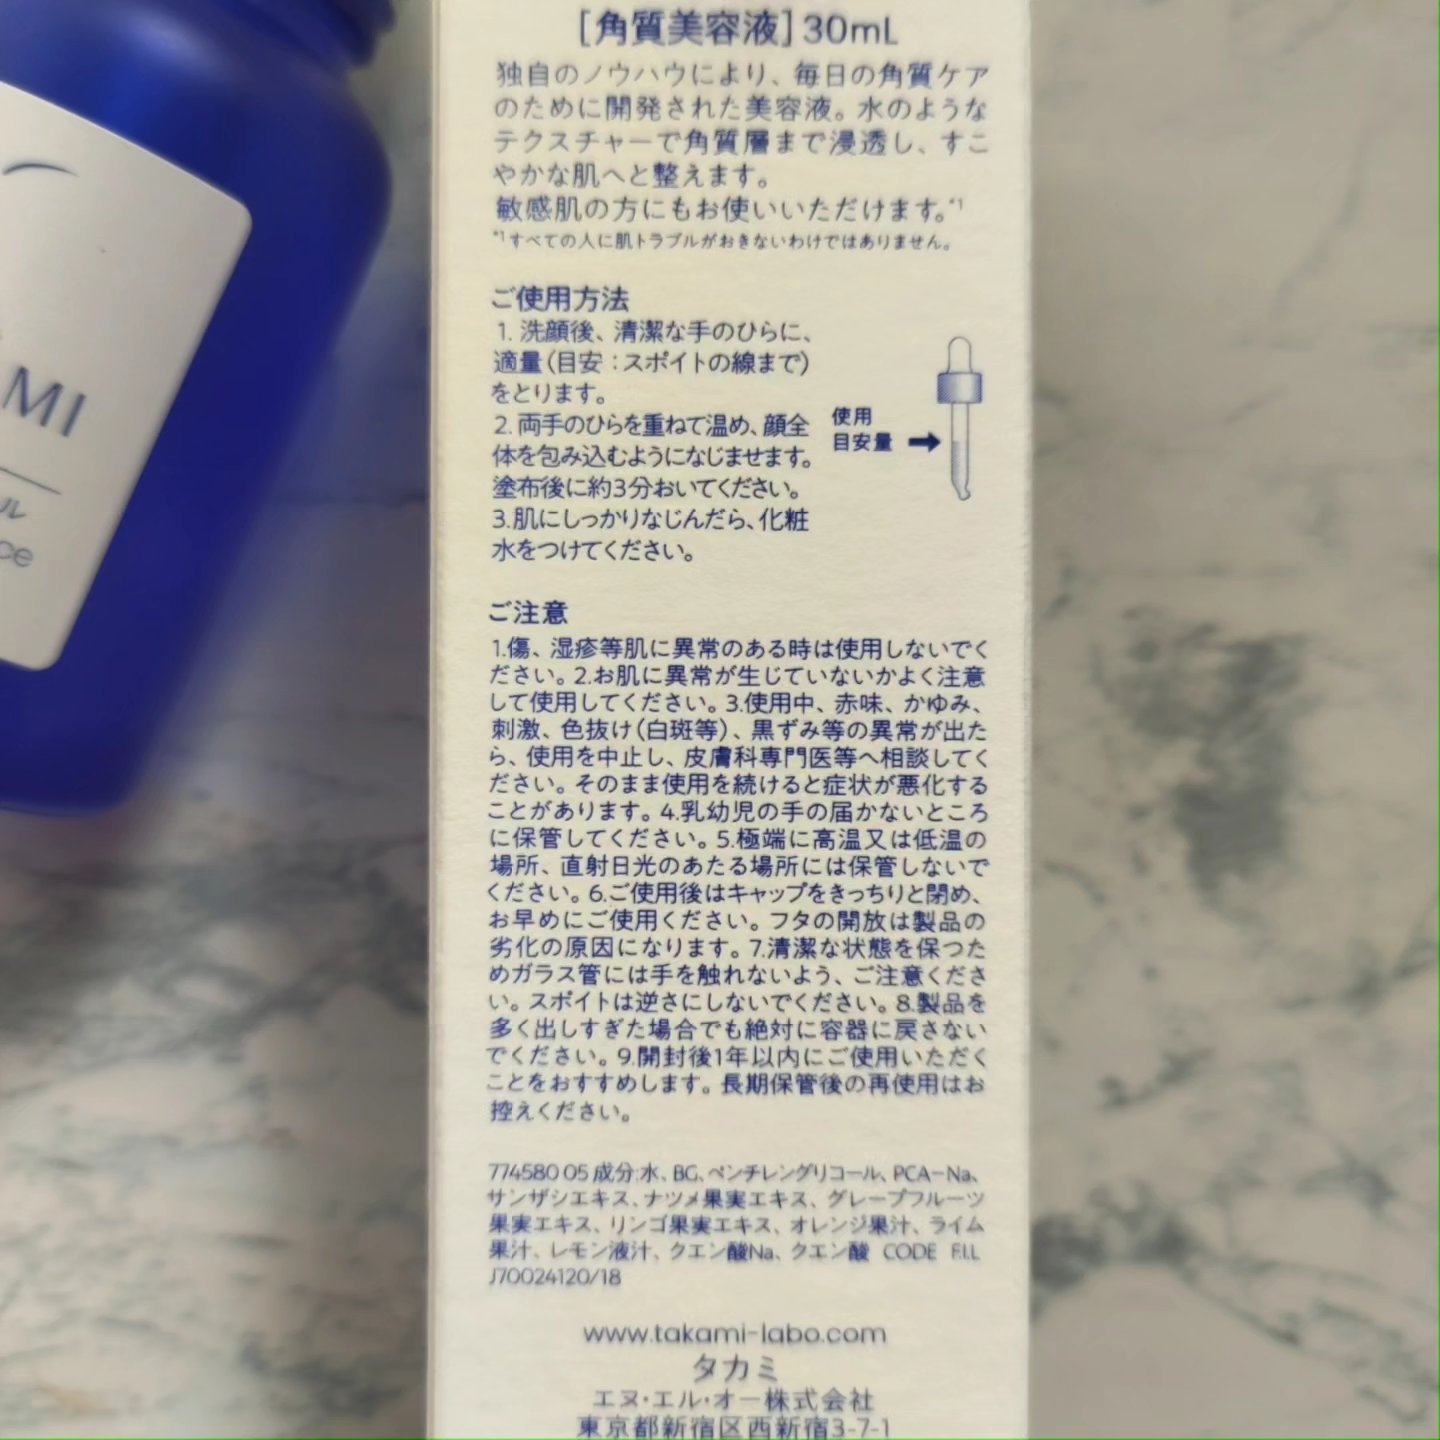 MI
ル
ce
[角質美容液] 30mL
独自のノウハウにより、毎日の角質ケア
のために開発された美容液。水のような
テクスチャーで角質層まで浸透し、すこ
やかな肌へと整えます。
敏感肌の方にもお使いいただけます。*1
*1すべての人に肌トラブルがおきないわけではありません。
ご使用方法
1. 洗顔後、清潔な手のひらに、
適量(目安:スポイトの線まで)
をとります。
2. 両手のひらを重ねて温め、顔全
体を包み込むようになじませます。
塗布後に約3分おいてください。
3.肌にしっかりなじんだら、化粧
水をつけてください。
使用
目安量
ご注意
1.傷、湿疹等肌に異常のある時は使用しないでく
ださい。2.お肌に異常が生じていないかよく注意
して使用してください。3.使用中、赤味、かゆみ、
刺激、色抜け(白斑等)、黒ずみ等の異常が出た
ら、使用を中止し、皮膚科専門医等へ相談してく
ださい。そのまま使用を続けると症状が悪化する
ことがあります。4.乳幼児の手の届かないところ
に保管してください。5.極端に高温又は低温の
場所、直射日光のあたる場所には保管しないで
ください。6.ご使用後はキャップをきっちりと閉め、
お早めにご使用ください。フタの開放は製品の
劣化の原因になります。7.清潔な状態を保つた
めガラス管には手を触れないよう、ご注意くださ
い。スポイトは逆さにしないでください。8.製品を
多く出しすぎた場合でも絶対に容器に戻さない
でください。9.開封後1年以内にご使用いただく
ことをおすすめします。長期保管後の再使用はお
控えください。
774580 05 成分:水、BG、ペンチレングリコール、PCA-Na、
サンザシエキス、ナツメ果実エキス、グレープフルーツ
果実エキス、リンゴ果実エキス、オレンジ果汁、ライム
果汁、レモン液汁、クエン酸Na、クエン酸 CODE F.I.L
J70024120/18
www.takami-labo.com
タカミ
エヌ・エル・オー株式会社
東京都新宿区西新宿3-7-1